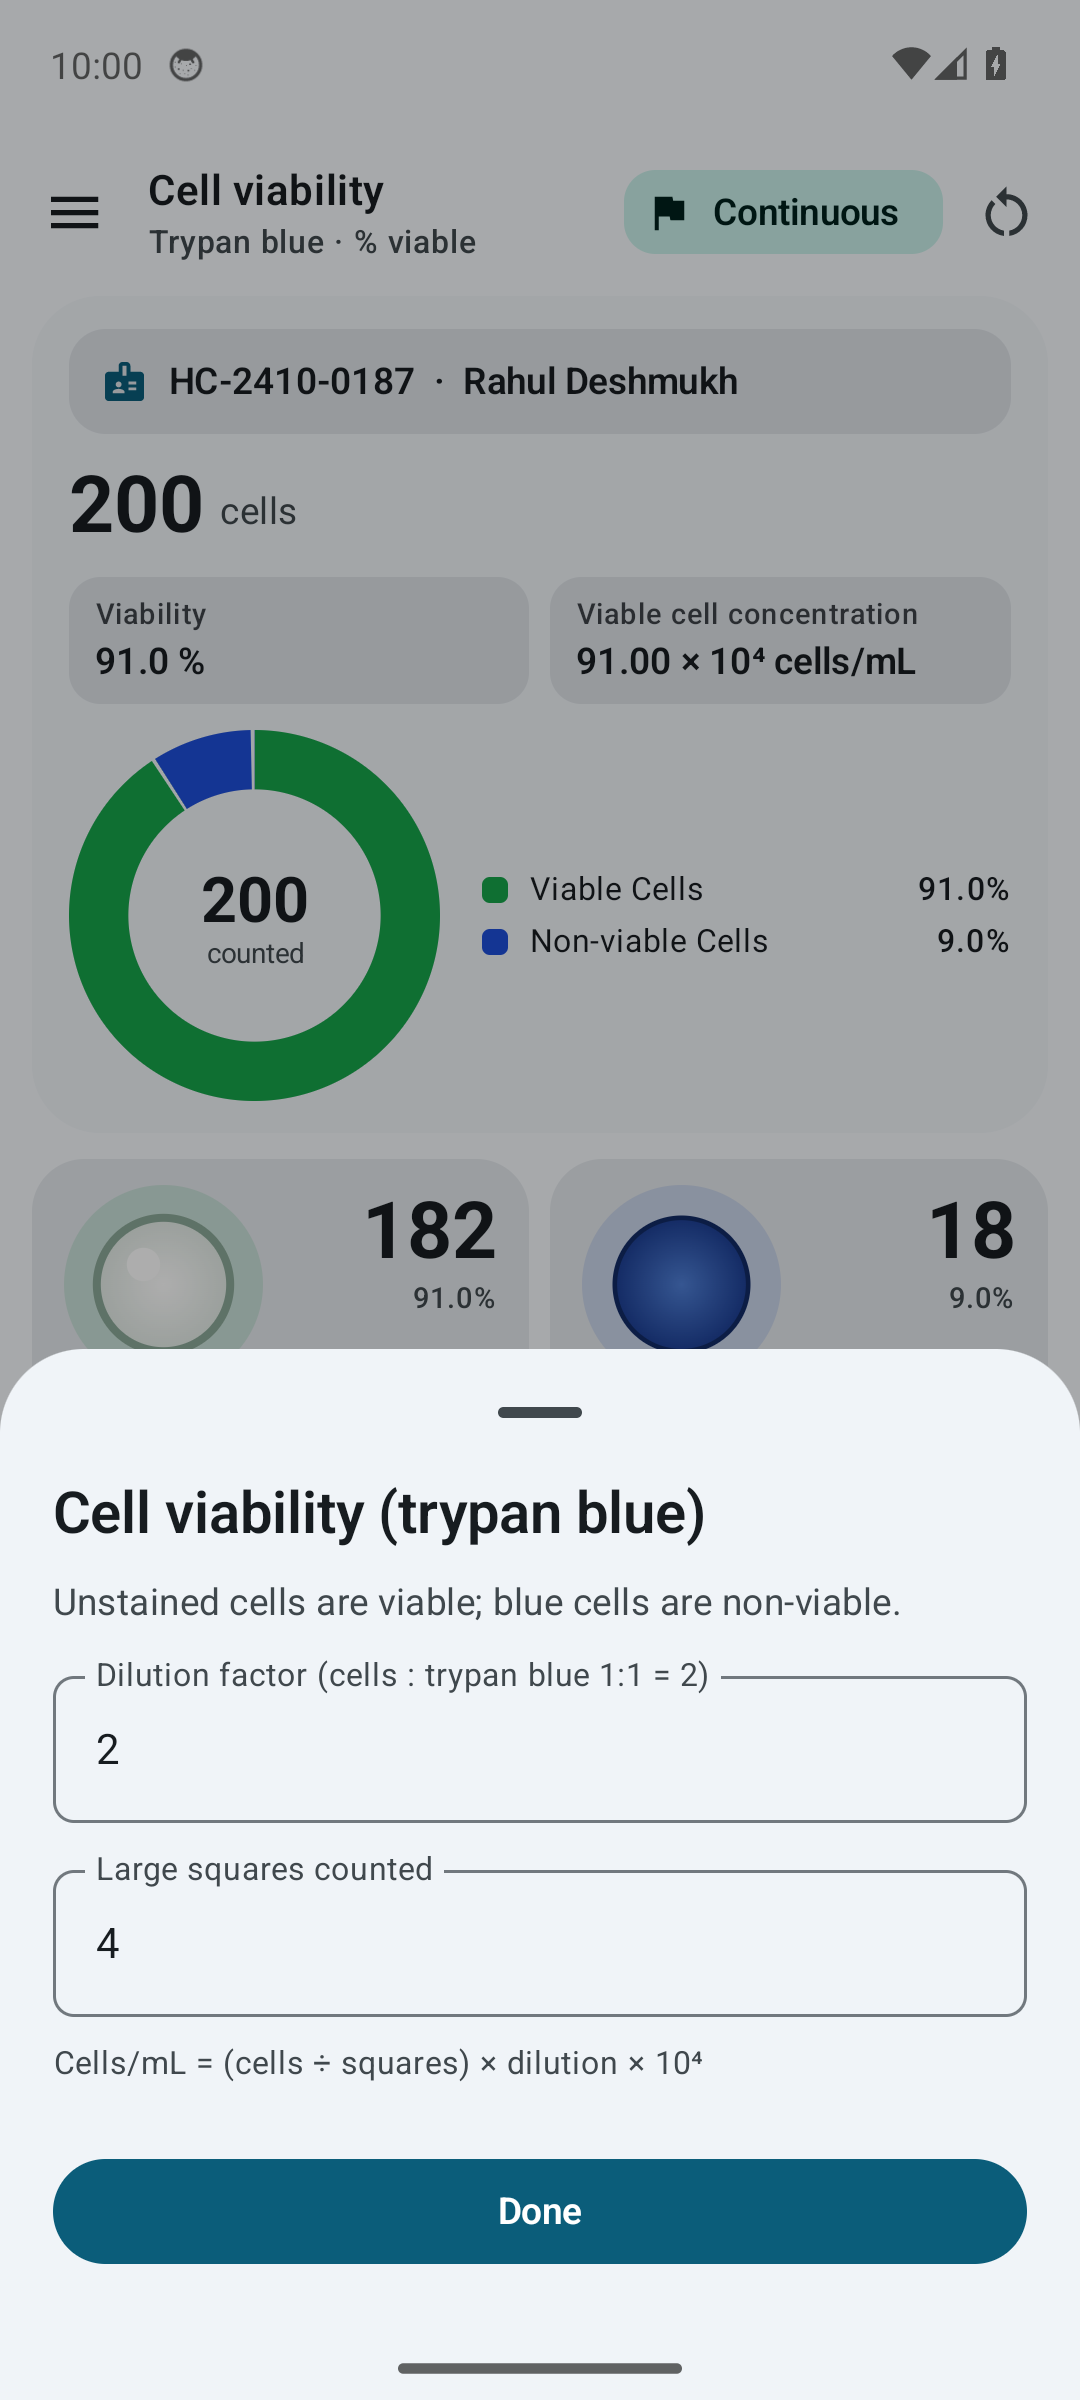 10:00
Cell viability
Trypan blue · % viable
Continuous
HC-2410-0187 · Rahul Deshmukh
200 cells
Viability
91.0 %
Viable cell concentration
91.00 × 10⁴ cells/mL
200
counted
Viable Cells 91.0%
Non-viable Cells 9.0%
182
91.0%
18
9.0%
Cell viability (trypan blue)
Unstained cells are viable; blue cells are non-viable.
Dilution factor (cells : trypan blue 1:1 = 2)
2
Large squares counted
4
Cells/mL = (cells ÷ squares) × dilution × 10⁴
Done